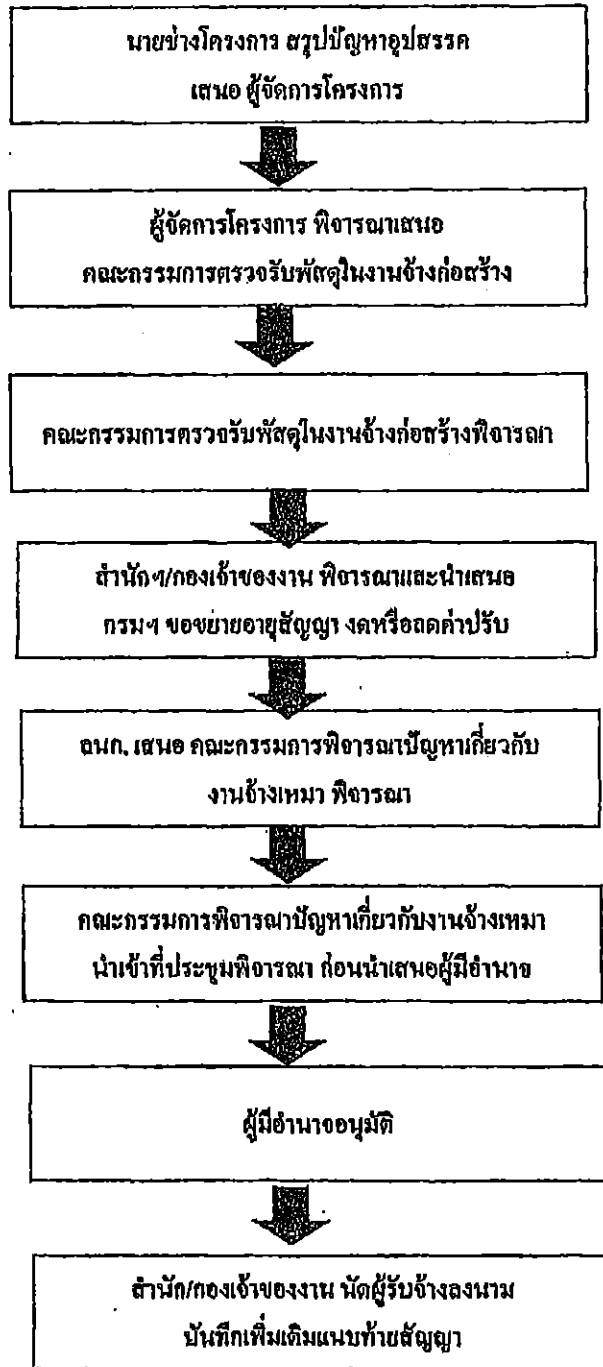 นายช่างโครงการ สรุปปัญหาอุปสรรค
เสนอ ผู้จัดการโครงการ
ผู้จัดการโครงการ พิจารณาเสนอ
คณะกรรมการตรวจรับพัสดุในงานจ้างก่อสร้าง
คณะกรรมการตรวจรับพัสดุในงานจ้างก่อสร้างพิจารณา
สำนักฯ/กองเจ้าของงาน พิจารณาและนำเสนอ
กรมฯ ขอขยายอายุสัญญา งดหรือลดค่าปรับ
ลนก. เสนอ คณะกรรมการพิจารณาปัญหาเกี่ยวกับ
งานจ้างเหมา พิจารณา
คณะกรรมการพิจารณาปัญหาเกี่ยวกับงานจ้างเหมา
นำเข้าที่ประชุมพิจารณา ก่อนนำเสนอผู้มีอำนาจ
ผู้มีอำนาจอนุมัติ
สำนัก/กองเจ้าของงาน นัดผู้รับจ้างลงนาม
บันทึกเพิ่มเติมแนบท้ายสัญญา